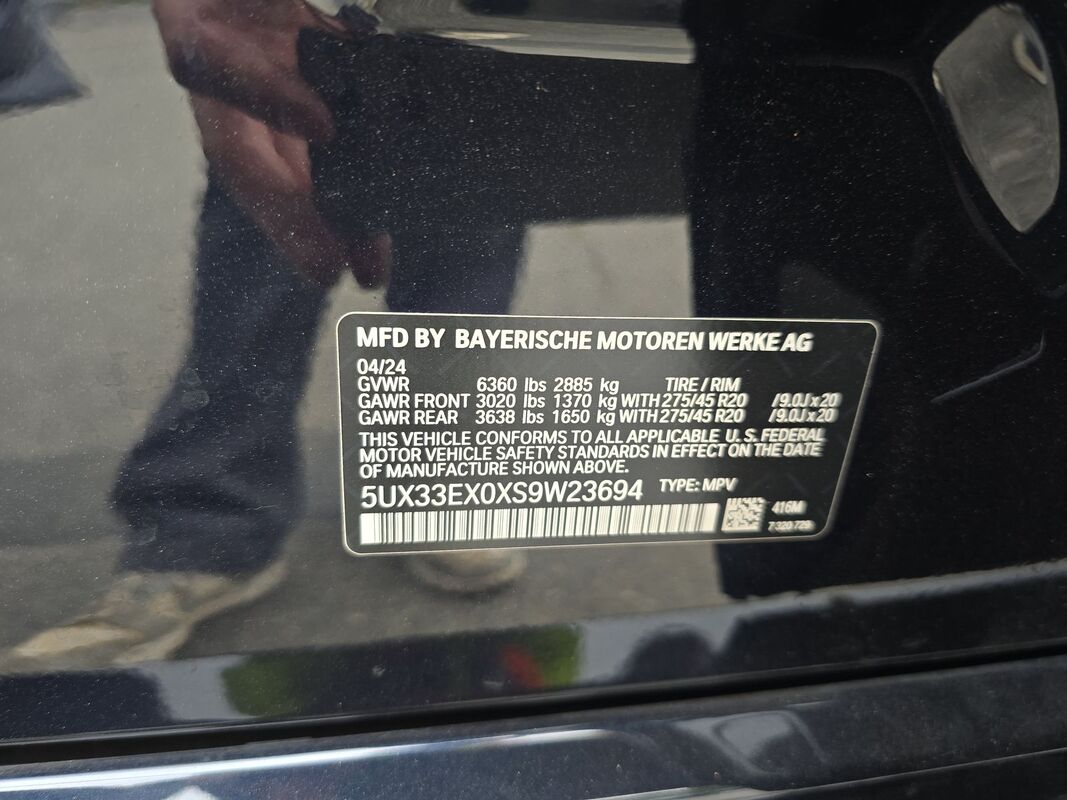 MFD BY BAYERISCHE MOTOREN WERKE AG
04/24
GVWR 6360 lbs 2885 kg TIRE / RIM
GAWR FRONT 3020 lbs 1370 kg WITH 275/45 R20 /9.0J x 20
GAWR REAR 3638 lbs 1650 kg WITH 275/45 R20 /9.0J x 20
THIS VEHICLE CONFORMS TO ALL APPLICABLE U. S. FEDERAL
MOTOR VEHICLE SAFETY STANDARDS IN EFFECT ON THE DATE
OF MANUFACTURE SHOWN ABOVE.
5UX33EX0XS9W23694 TYPE: MPV
416M
7 320 729